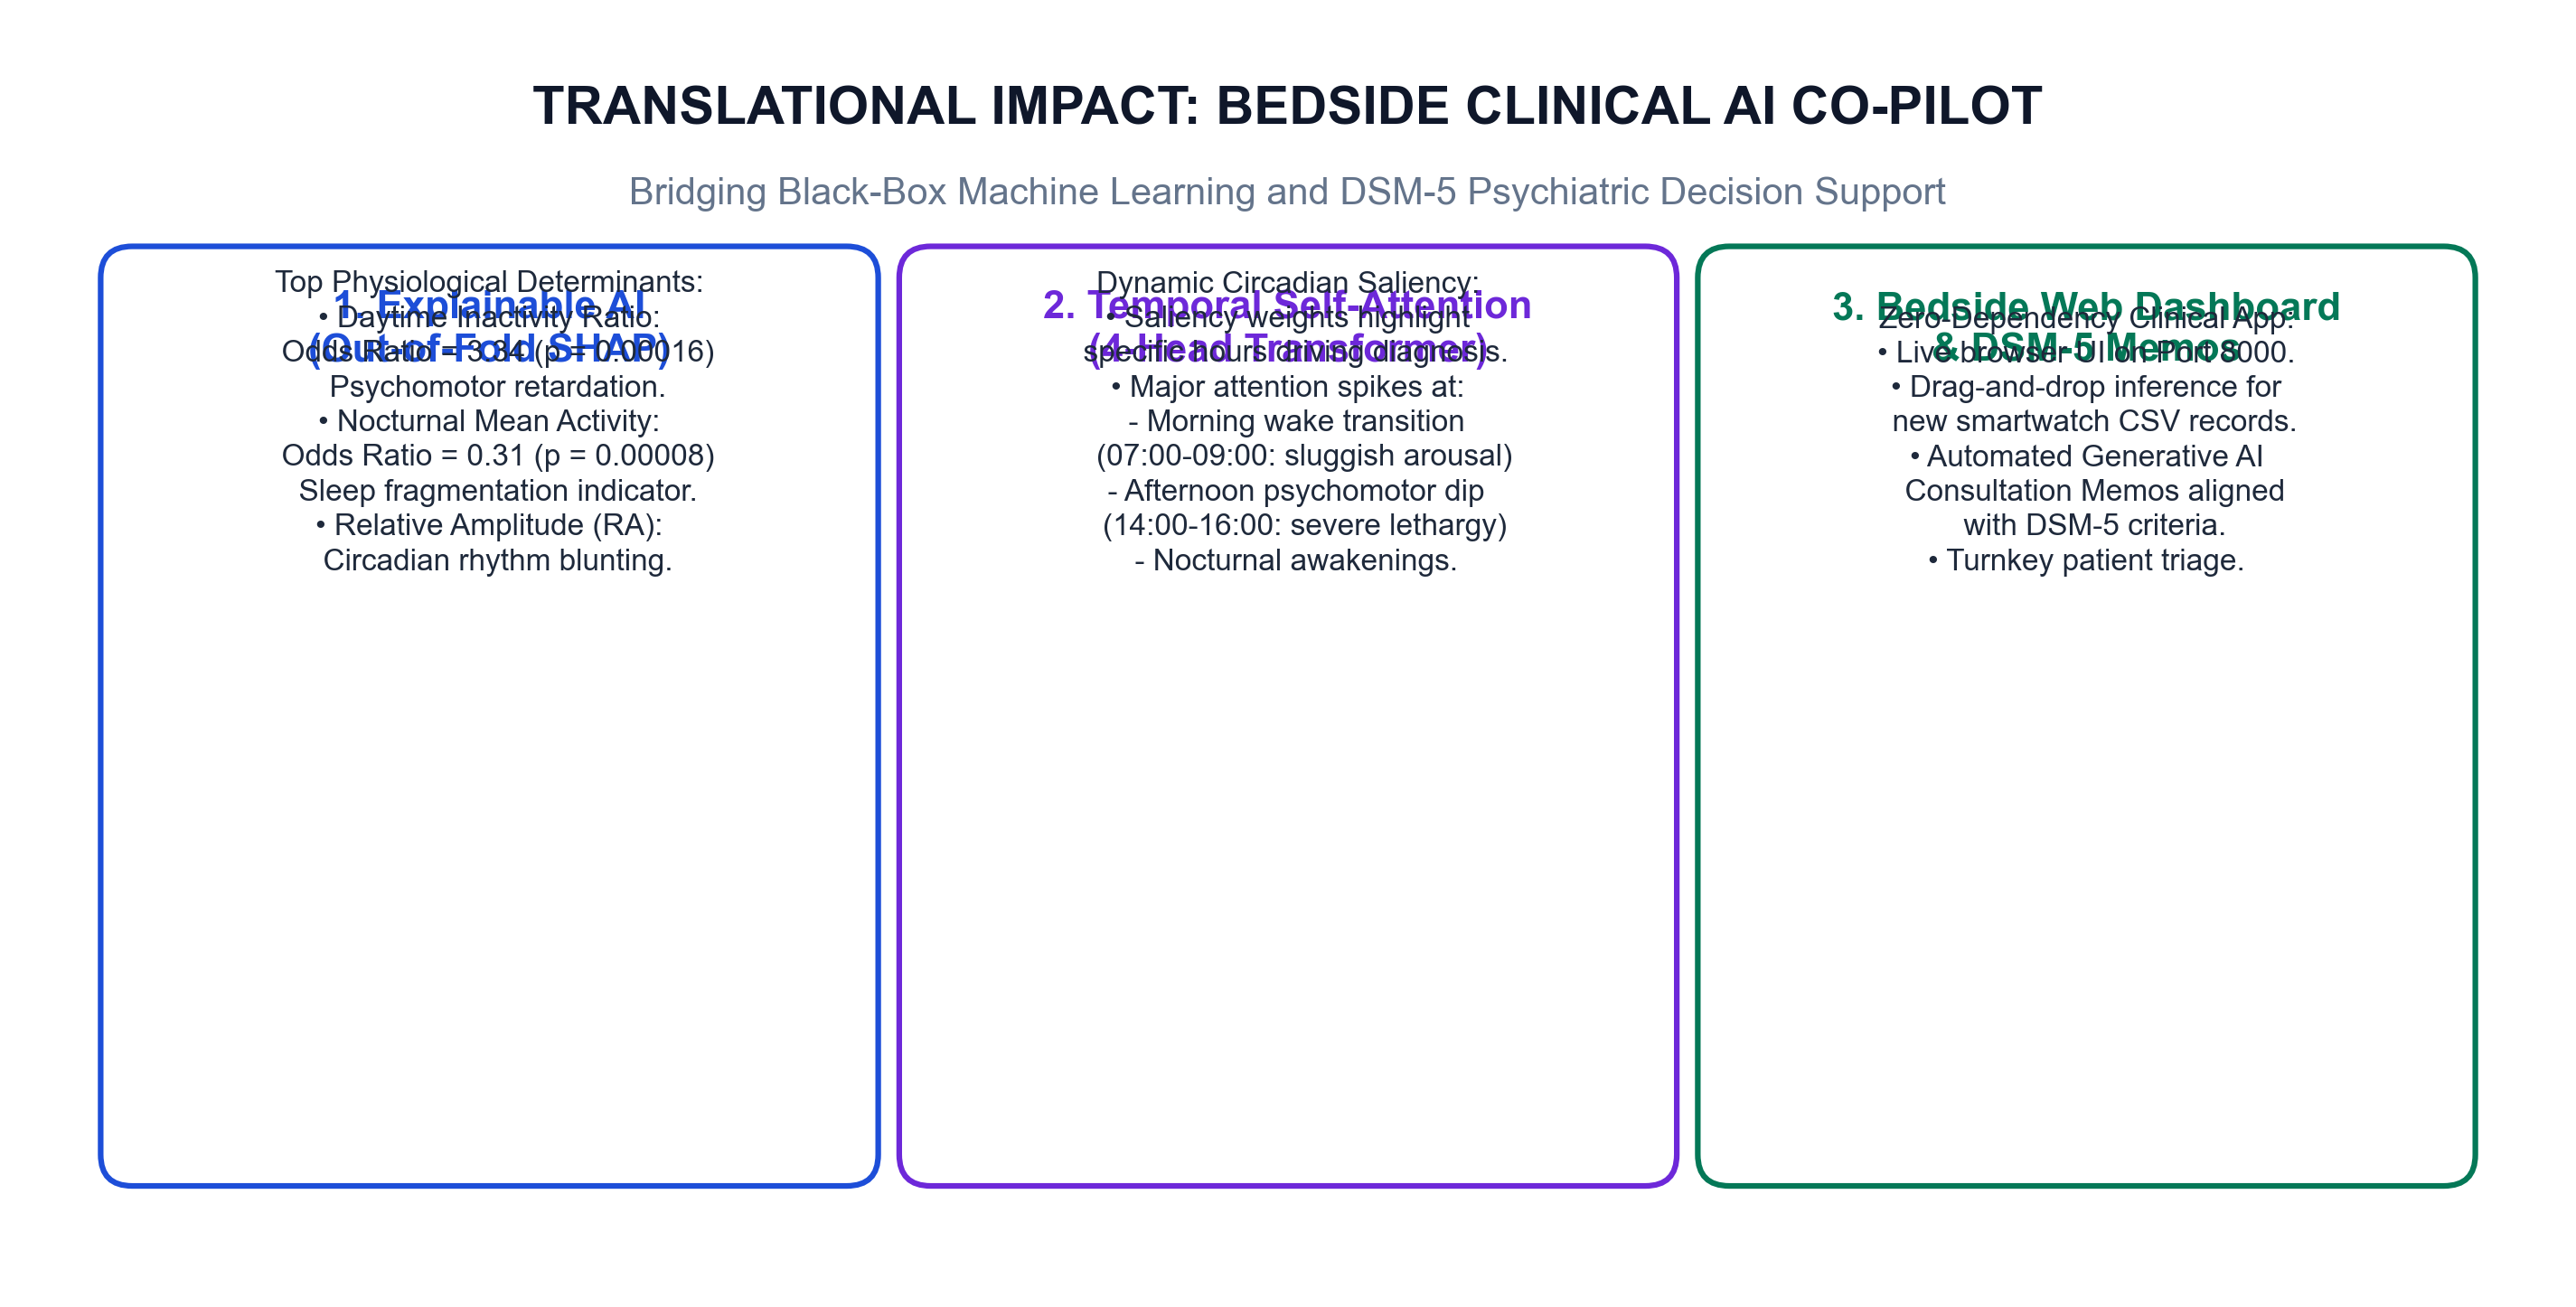 TRANSLATIONAL IMPACT: BEDSIDE CLINICAL AI CO-PILOT
Bridging Black-Box Machine Learning and DSM-5 Psychiatric Decision Support
1. Explainable AI
(Out-of-Fold SHAP)
Top Physiological Determinants:
• Daytime Inactivity Ratio:
Odds Ratio = 3.34 (p = 0.00016)
Psychomotor retardation.
• Nocturnal Mean Activity:
Odds Ratio = 0.31 (p = 0.00008)
Sleep fragmentation indicator.
• Relative Amplitude (RA):
Circadian rhythm blunting.
2. Temporal Self-Attention
(4-Head Transformer)
Dynamic Circadian Saliency:
• Saliency weights highlight
specific hours driving diagnosis.
• Major attention spikes at:
- Morning wake transition
(07:00-09:00: sluggish arousal)
- Afternoon psychomotor dip
(14:00-16:00: severe lethargy)
- Nocturnal awakenings.
3. Bedside Web Dashboard
& DSM-5 Memos
Zero-Dependency Clinical App:
• Live browser UI on Port 8000.
• Drag-and-drop inference for
new smartwatch CSV records.
• Automated Generative AI
Consultation Memos aligned
with DSM-5 criteria.
• Turnkey patient triage.